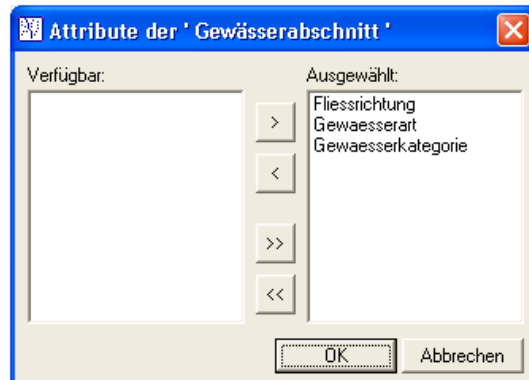 Attribute der ' Gewässerabschnitt '
Verfügbar:
Ausgewählt:
Fliessrichtung
Gewaesserart
Gewaesserkategorie
>
<
>>
<<
OK
Abbrechen